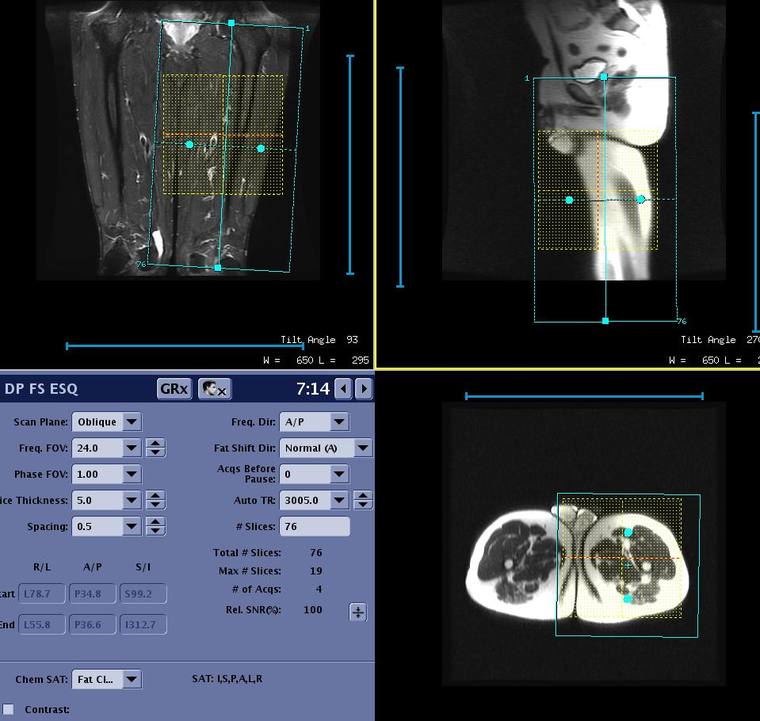 1
76
Tilt Angle 93
W = 650 L = 295
1
76
Tilt Angle 270
W = 650 L =
DP FS ESQ GRx 7:14
Scan Plane: Oblique Freq. Dir: A/P
Freq. FOV: 24.0 Fat Shift Dir: Normal (A)
Phase FOV: 1.00 Acqs Before Pause: 0
ice Thickness: 5.0 Auto TR: 3005.0
Spacing: 0.5 # Slices: 76
Total # Slices: 76
R/L A/P S/I Max # Slices: 19
art L78.7 P34.8 S99.2 # of Acqs: 4
End L55.8 P36.6 I312.7 Rel. SNR(%): 100
Chem SAT: Fat Cl... SAT: I,S,P,A,L,R
Contrast: